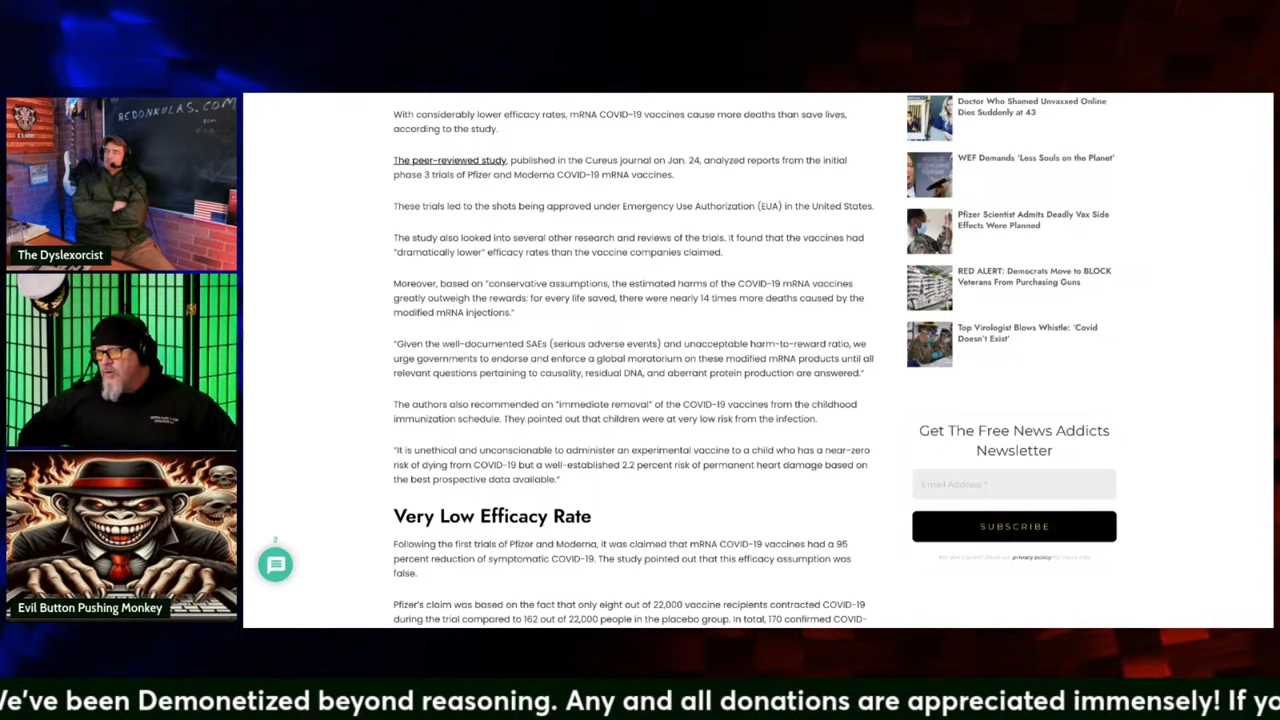 RCDONKULAS.COM
The Dyslexorcist
Evil Button Pushing Monkey
With considerably lower efficacy rates, mRNA COVID-19 vaccines cause more deaths than save lives,
according to the study.
The peer-reviewed study, published in the Cureus journal on Jan. 24, analyzed reports from the initial
phase 3 trials of Pfizer and Moderna COVID-19 mRNA vaccines.
These trials led to the shots being approved under Emergency Use Authorization (EUA) in the United States.
The study also looked into several other research and reviews of the trials. It found that the vaccines had
“dramatically lower” efficacy rates than the vaccine companies claimed.
Moreover, based on “conservative assumptions, the estimated harms of the COVID-19 mRNA vaccines
greatly outweigh the rewards: for every life saved, there were nearly 14 times more deaths caused by the
modified mRNA injections.”
“Given the well-documented SAEs (serious adverse events) and unacceptable harm-to-reward ratio, we
urge governments to endorse and enforce a global moratorium on these modified mRNA products until all
relevant questions pertaining to causality, residual DNA, and aberrant protein production are answered.”
The authors also recommended an “immediate removal” of the COVID-19 vaccines from the childhood
immunization schedule. They pointed out that children were at very low risk from the infection.
“It is unethical and unconscionable to administer an experimental vaccine to a child who has a near-zero
risk of dying from COVID-19 but a well-established 2.2 percent risk of permanent heart damage based on
the best prospective data available.”
Very Low Efficacy Rate
Following the first trials of Pfizer and Moderna, it was claimed that mRNA COVID-19 vaccines had a 95
percent reduction of symptomatic COVID-19. The study pointed out that this efficacy assumption was
false.
Pfizer's claim was based on the fact that only eight out of 22,000 vaccine recipients contracted COVID-19
during the trial compared to 162 out of 22,000 people in the placebo group. In total, 170 confirmed COVID-
2
Doctor Who Shamed Unvaxxed Online
Dies Suddenly at 43
WEF Demands ‘Less Souls on the Planet’
Pfizer Scientist Admits Deadly Vax Side
Effects Were Planned
RED ALERT: Democrats Move to BLOCK
Veterans From Purchasing Guns
Top Virologist Blows Whistle: ‘Covid
Doesn't Exist’
Get The Free News Addicts
Newsletter
Email Address *
SUBSCRIBE
We don't spam! Read our privacy policy for more info.
We've been Demonetized beyond reasoning. Any and all donations are appreciated immensely! If yo